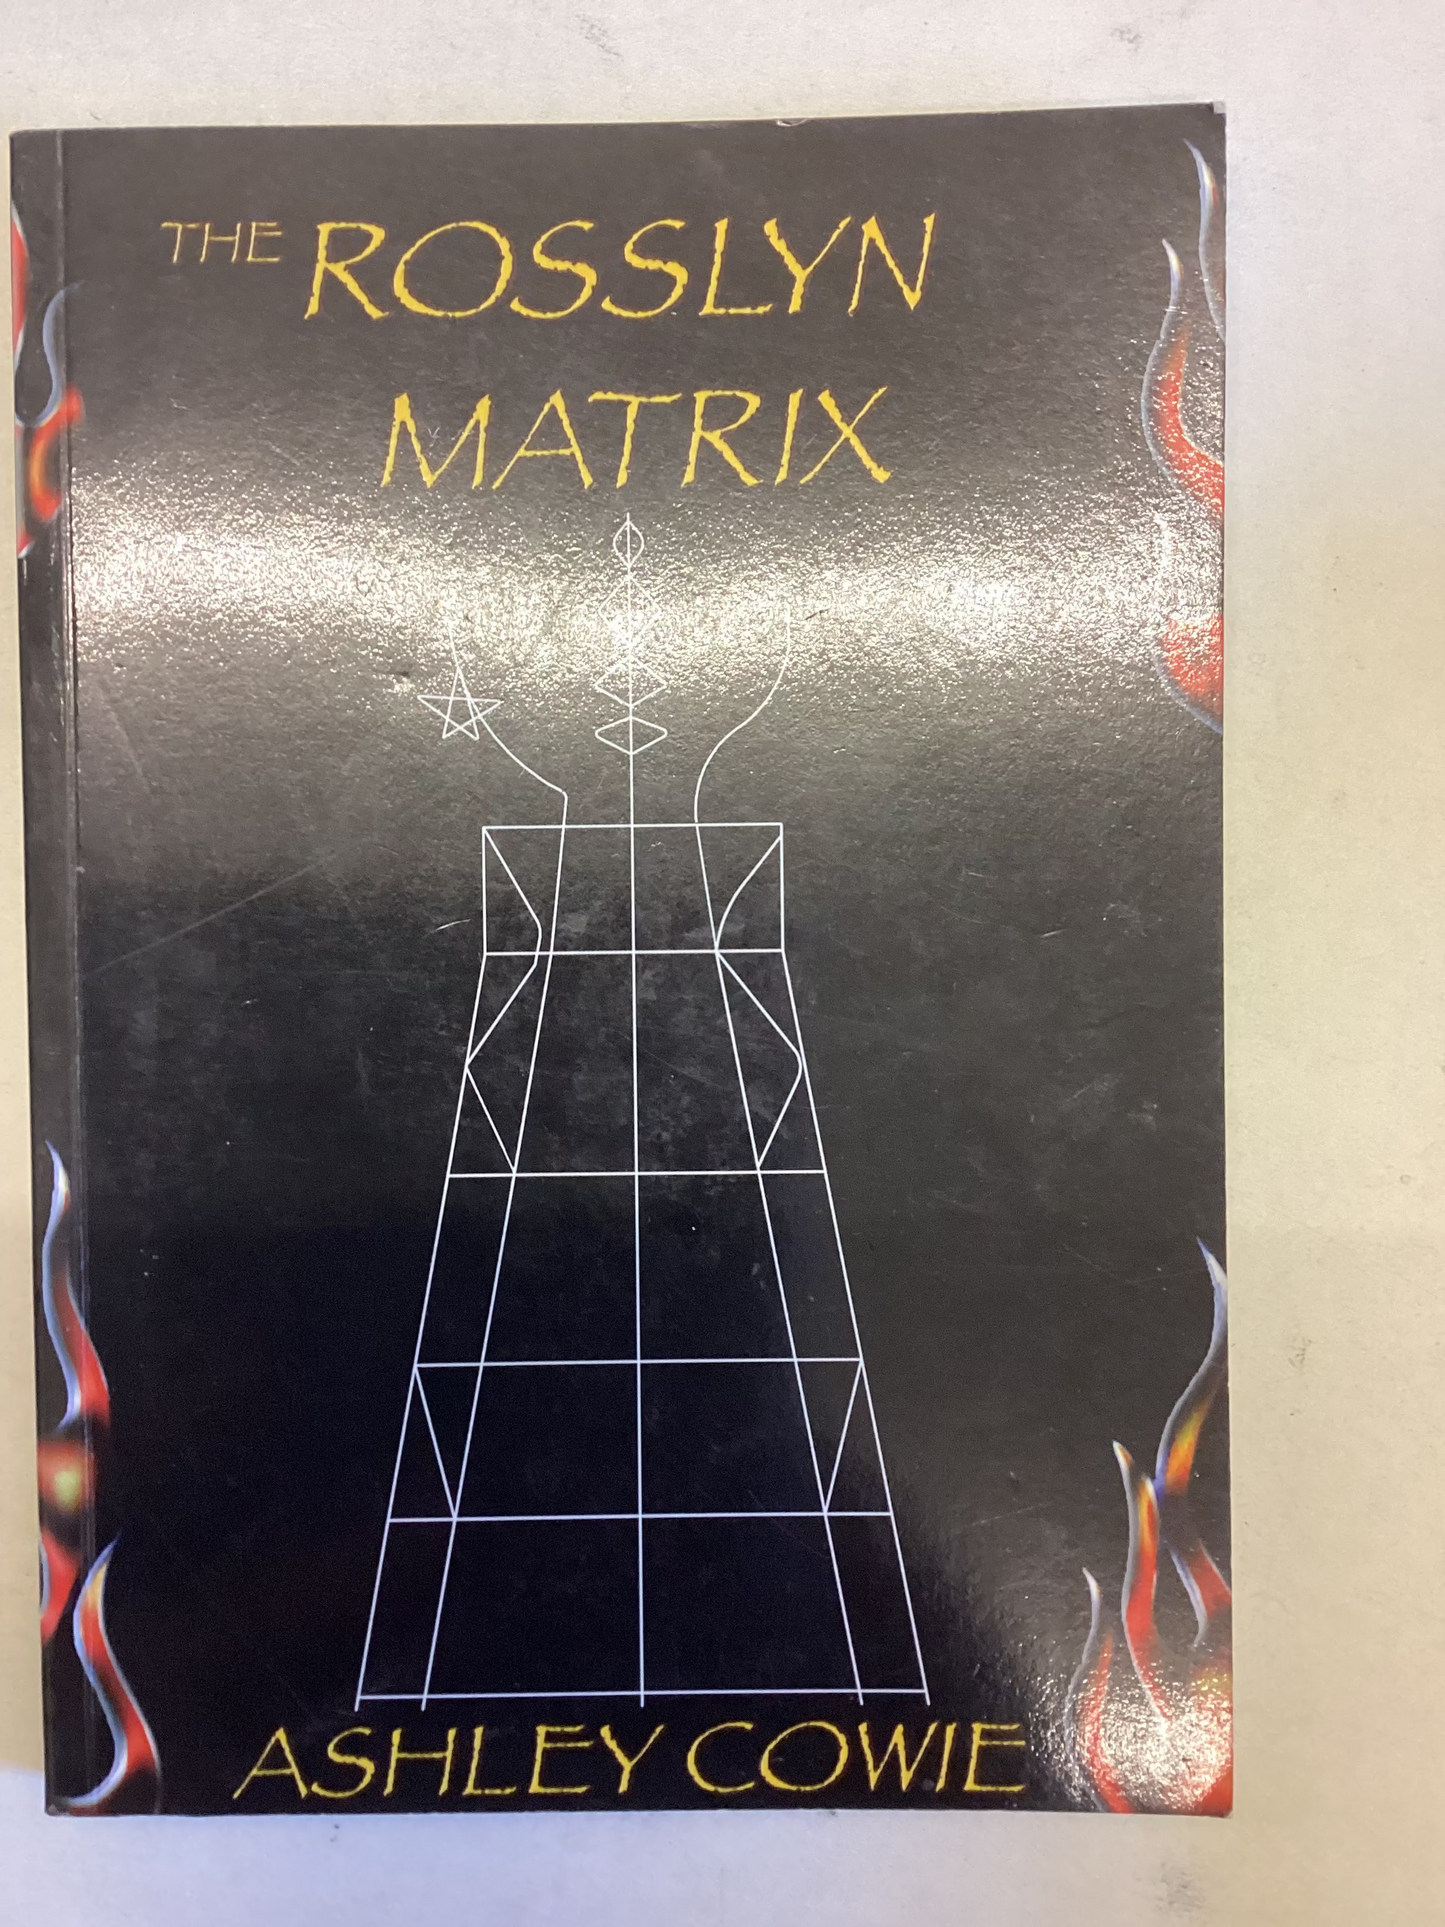 THE ROSSLYN
MATRIX
ASHLEY COWIE